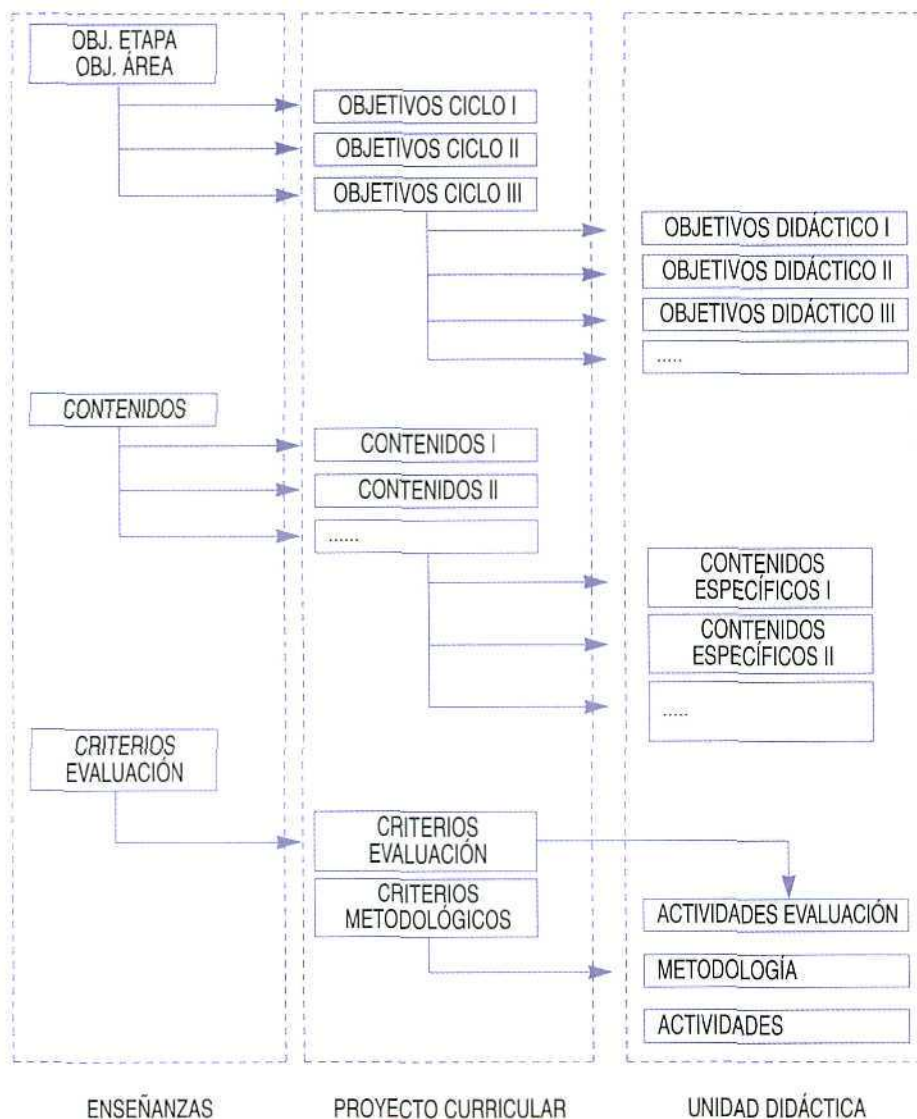 OBJ. ETAPA
OBJ. ÁREA
OBJETIVOS CICLO I
OBJETIVOS CICLO II
OBJETIVOS CICLO III
OBJETIVOS DIDÁCTICO I
OBJETIVOS DIDÁCTICO II
OBJETIVOS DIDÁCTICO III
.....
CONTENIDOS
CONTENIDOS I
CONTENIDOS II
......
CONTENIDOS
ESPECÍFICOS I
CONTENIDOS
ESPECÍFICOS II
.....
CRITERIOS
EVALUACIÓN
CRITERIOS
EVALUACIÓN
CRITERIOS
METODOLÓGICOS
ACTIVIDADES EVALUACIÓN
METODOLOGÍA
ACTIVIDADES
ENSEÑANZAS
PROYECTO CURRICULAR
UNIDAD DIDÁCTICA